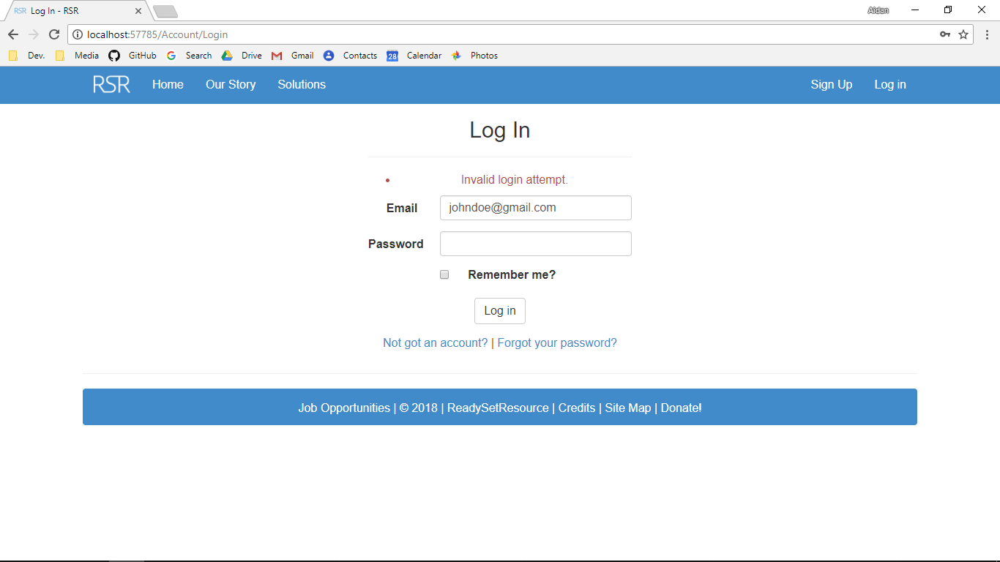 RSR Log In - RSR
Aidan
localhost:57785/Account/Login
Dev. Media GitHub Search Drive Gmail 28 Calendar Contacts Photos
RSR Home Our Story Solutions Sign Up Log in
Log In
• Invalid login attempt.
Email johndoe@gmail.com
Password
Remember me?
Log in
Not got an account? | Forgot your password?
Job Opportunities | © 2018 | ReadySetResource | Credits | Site Map | Donate!